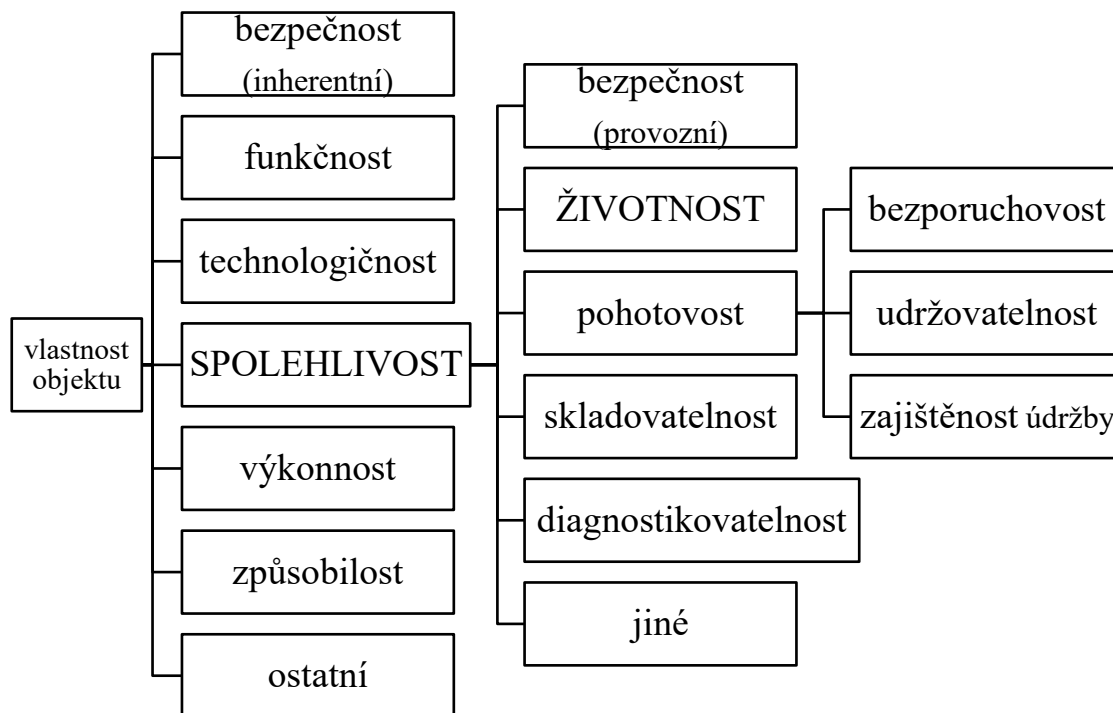 vlastnost
objektu
bezpečnost
(inherentní)
funkčnost
technologičnost
SPOLEHLIVOST
výkonnost
způsobilost
ostatní
bezpečnost
(provozní)
ŽIVOTNOST
pohotovost
skladovatelnost
diagnostikovatelnost
jiné
bezporuchovost
udržovatelnost
zajištěnost údržby